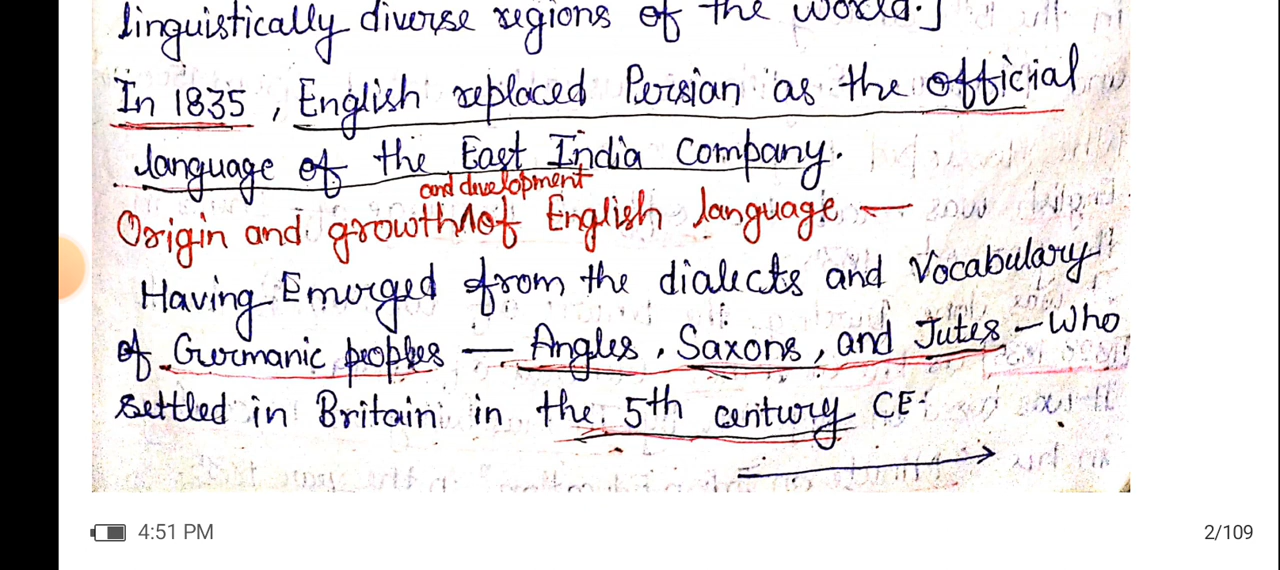 linguistically diverse regions of the world.]
In 1835, English replaced Persian as the official
language of the East India Company.
and development
Origin and growth of English language —
Having Emerged from the dialects and Vocabulary
of Germanic peoples — Angles, Saxons, and Jutes — Who
settled in Britain in the 5th century CE.
4:51 PM
2/109